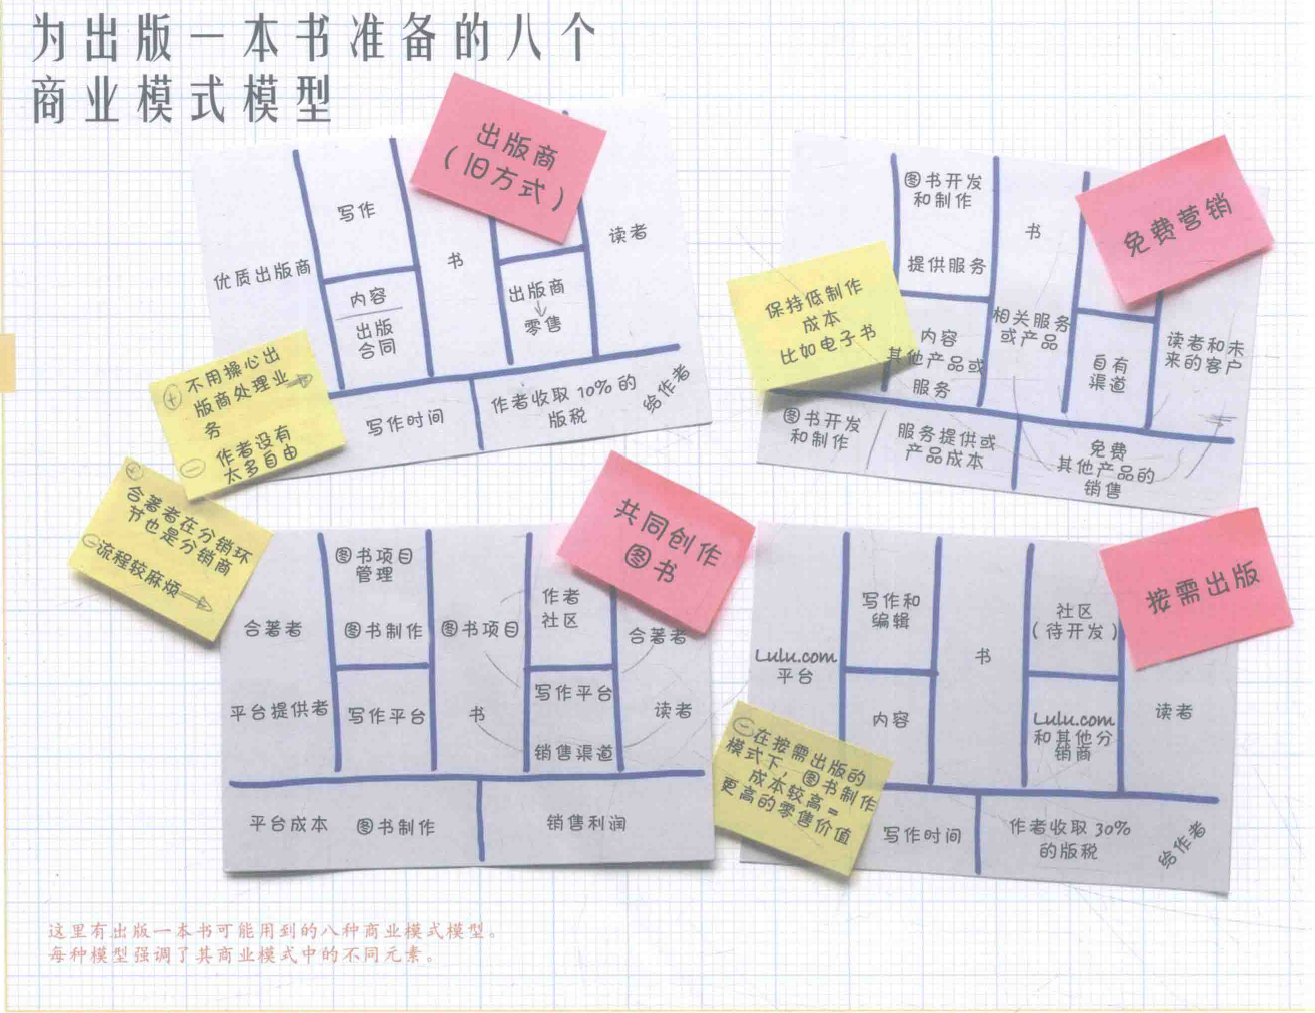 为出版一本书准备的八个
商业模式模型
出版商
（旧方式）
优质出版商
写作
内容
出版
合同
书
出版商
零售
读者
写作时间
作者收取 10% 的
版税
给作者
+ 不用操心出
版商处理业
务
- 作者没有
太多自由
免费营销
保持低制作
成本
比如电子书
图书开发
和制作
提供服务
内容
其他产品或
服务
书
相关服务
或产品
自有
渠道
读者和未
来的客户
图书开发
和制作
服务提供或
产品成本
免费
其他产品的
销售
+
合著者在分销环
节也是分销商
- 流程较麻烦
共同创作
图书
合著者
平台提供者
图书项目
管理
图书制作
写作平台
图书项目
书
作者
社区
写作平台
销售渠道
合著者
读者
平台成本
图书制作
销售利润
按需出版
Lulu.com
平台
写作和
编辑
内容
书
社区
（待开发）
Lulu.com
和其他分
销商
读者
- 在按需出版的
模式下，图书制作
成本较高=
更高的零售价值
写作时间
作者收取 30%
的版税
给作者
这里有出版一本书可能用到的八种商业模式模型。
每种模型强调了其商业模式中的不同元素。